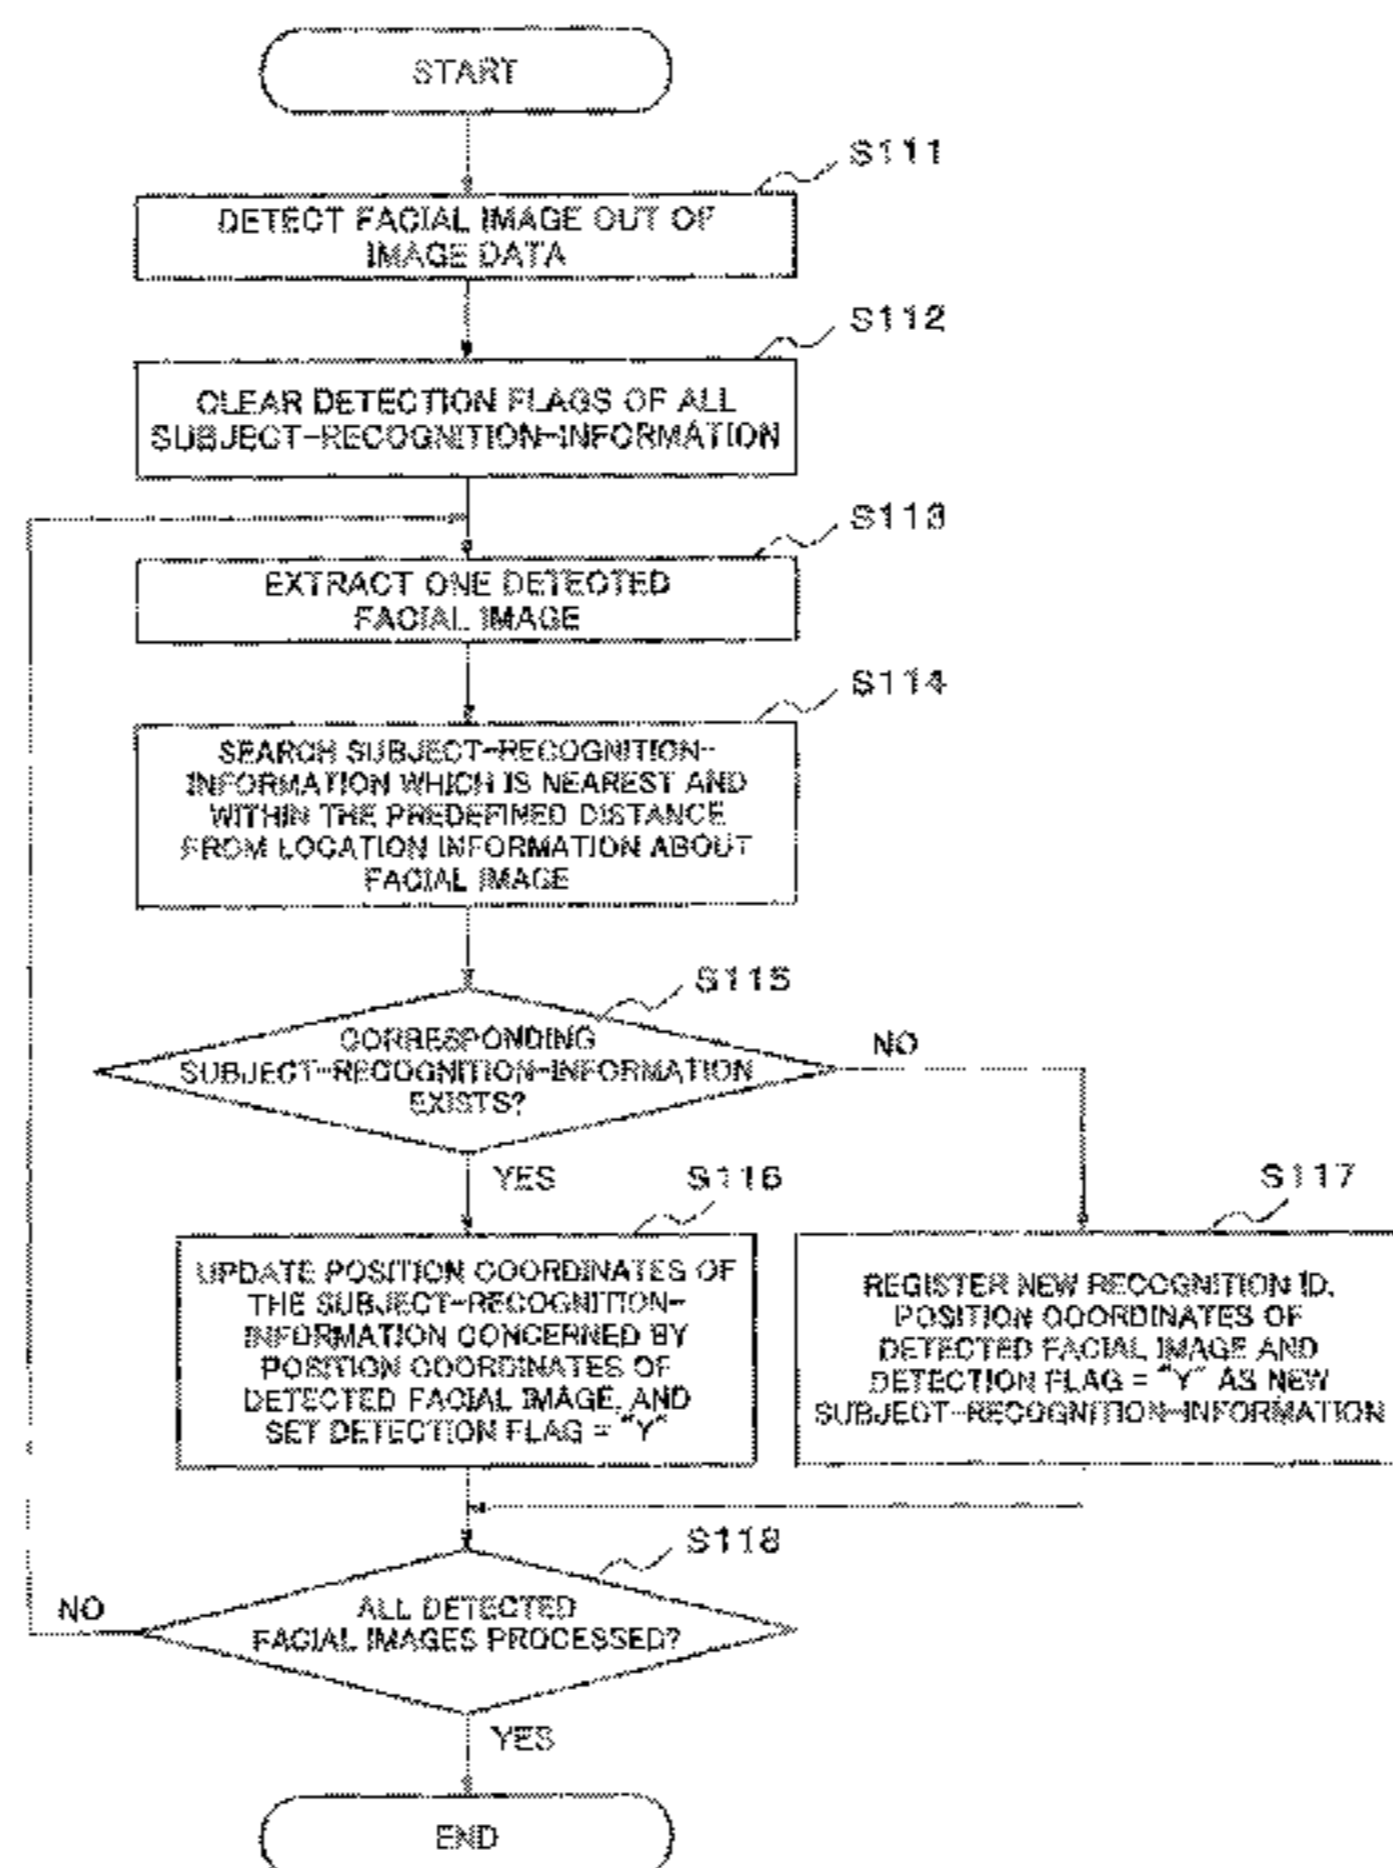 START
S111
DETECT FACIAL IMAGE OUT OF
IMAGE DATA
S112
CLEAR DETECTION FLAGS OF ALL
SUBJECT-RECOGNITION-INFORMATION
S113
EXTRACT ONE DETECTED
FACIAL IMAGE
S114
SEARCH SUBJECT-RECOGNITION-
INFORMATION WHICH IS NEAREST AND
WITHIN THE PREDEFINED DISTANCE
FROM LOCATION INFORMATION ABOUT
FACIAL IMAGE
S115
CORRESPONDING
SUBJECT-RECOGNITION-INFORMATION
EXISTS?
NO
YES
S116
UPDATE POSITION COORDINATES OF
THE SUBJECT-RECOGNITION-
INFORMATION CONCERNED BY
POSITION COORDINATES OF
DETECTED FACIAL IMAGE, AND
SET DETECTION FLAG = "Y"
S117
REGISTER NEW RECOGNITION ID,
POSITION COORDINATES OF
DETECTED FACIAL IMAGE AND
DETECTION FLAG = "Y" AS NEW
SUBJECT-RECOGNITION-INFORMATION
S118
ALL DETECTED
FACIAL IMAGES PROCESSED?
NO
YES
END